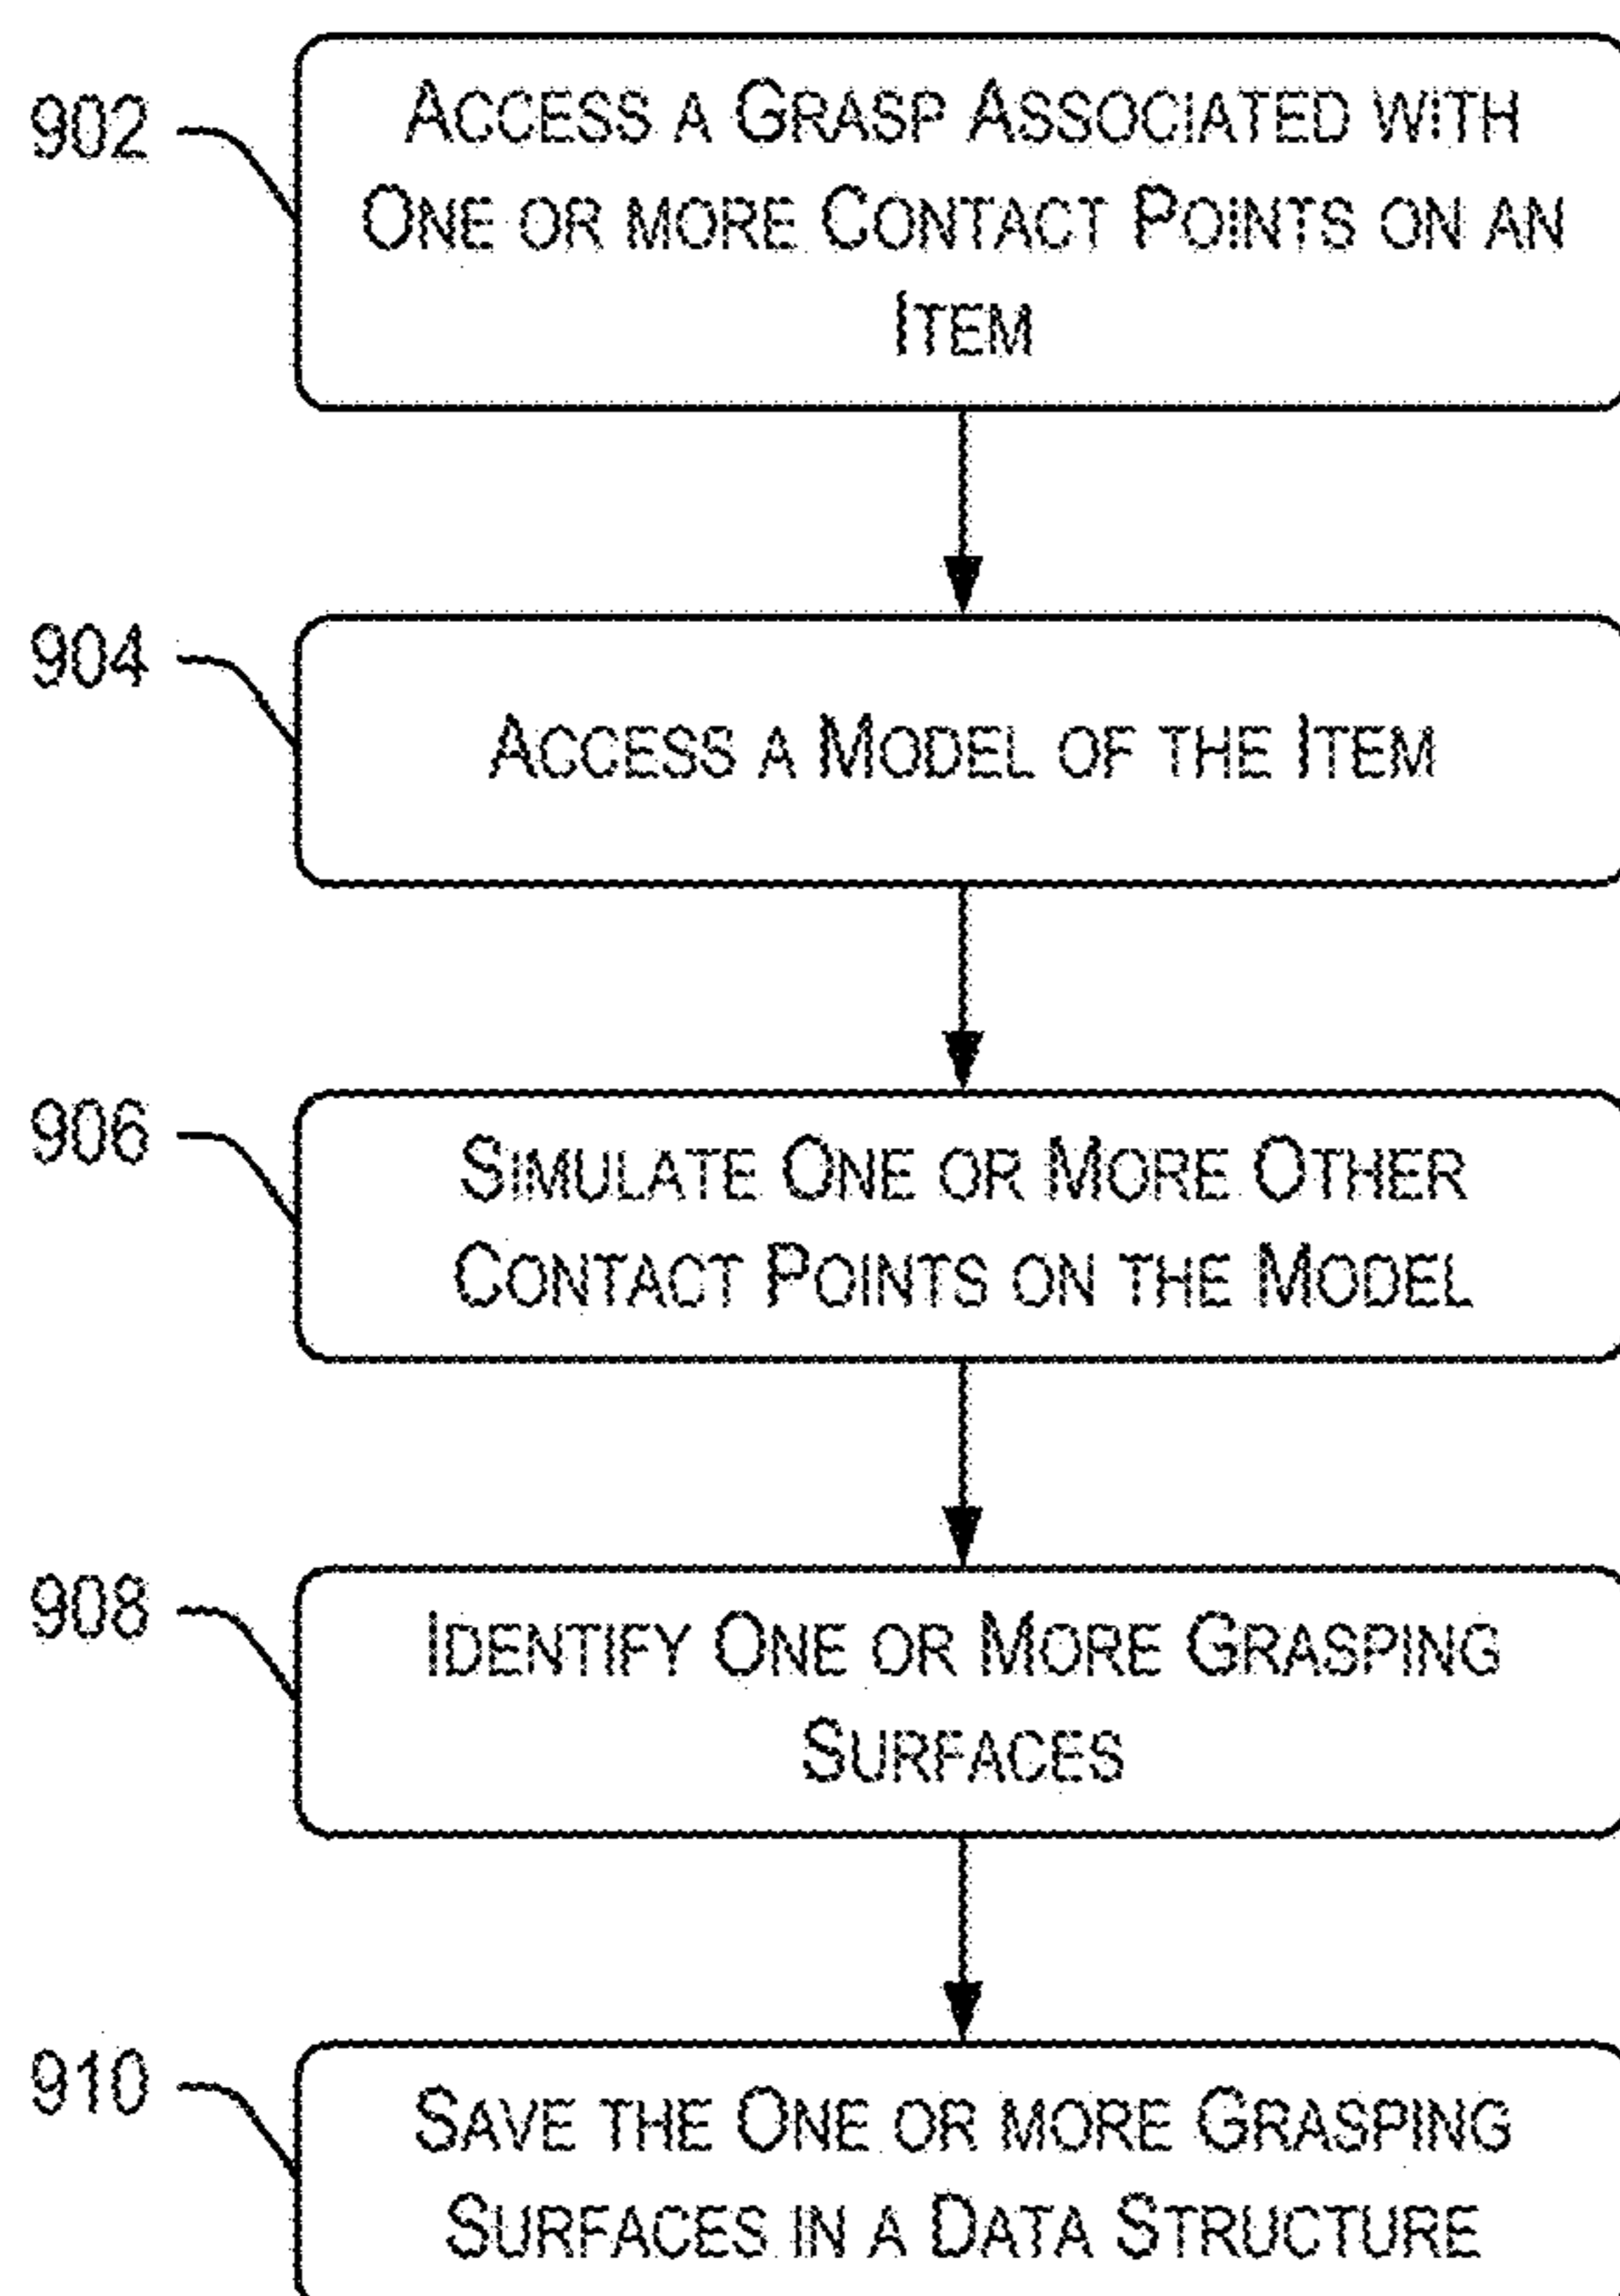 902
ACCESS A GRASP ASSOCIATED WITH
ONE OR MORE CONTACT POINTS ON AN
ITEM
904
ACCESS A MODEL OF THE ITEM
906
SIMULATE ONE OR MORE OTHER
CONTACT POINTS ON THE MODEL
908
IDENTIFY ONE OR MORE GRASPING
SURFACES
910
SAVE THE ONE OR MORE GRASPING
SURFACES IN A DATA STRUCTURE